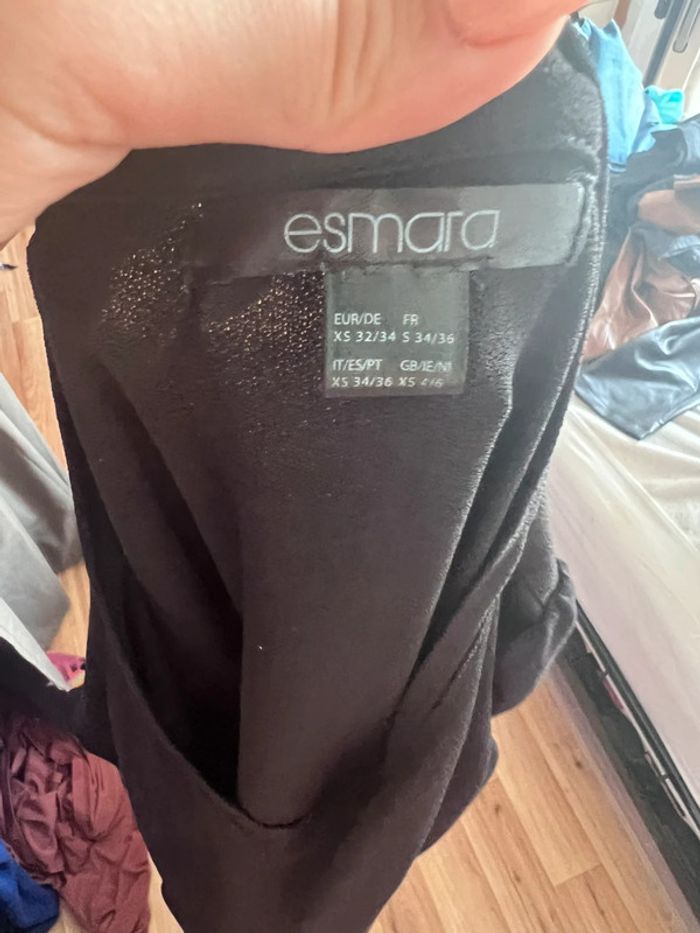 esmara
EUR/DE FR
XS 32/34 S 34/36
IT/ES/PT GB/IE/NI
XS 34/36 XS 4/6